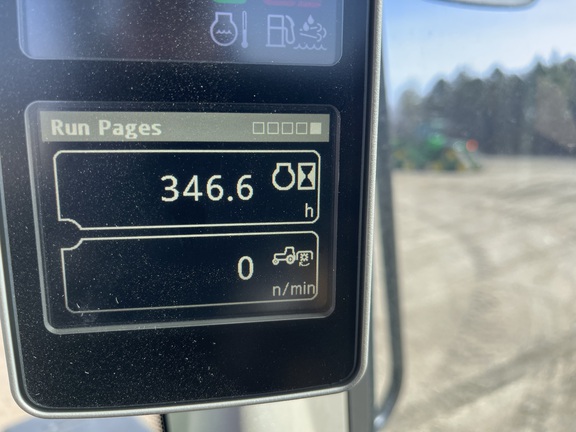 Run Pages
346.6
h
0
n/min